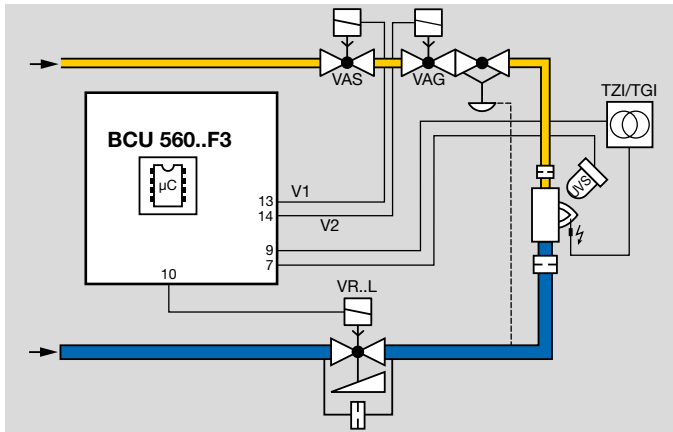 VAS
VAG
TZI/TGI
BCU 560..F3
µC
UVS
13
V1
14
V2
9
7
10
VR..L